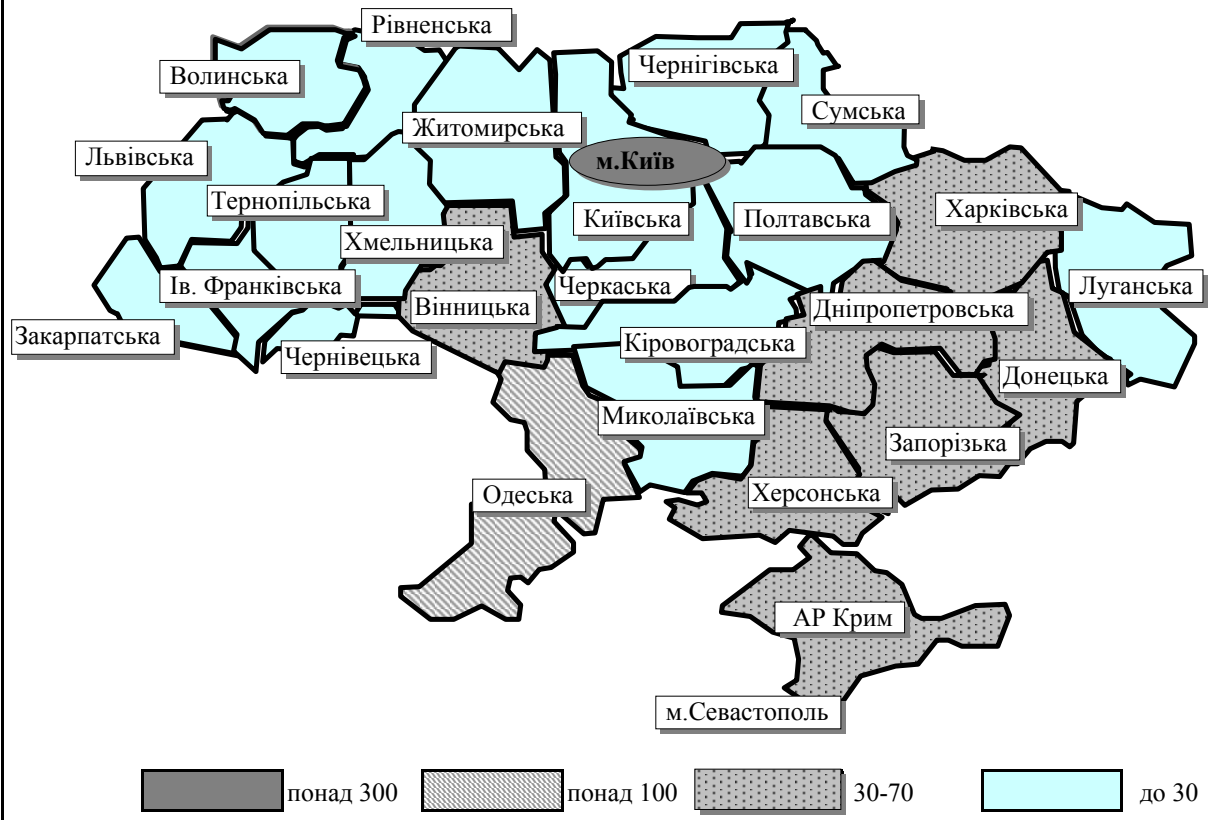 Рівненська
Волинська
Чернігівська
Сумська
Житомирська
Львівська
м.Київ
Тернопільська
Київська
Полтавська
Харківська
Хмельницька
Ів. Франківська
Черкаська
Луганська
Вінницька
Дніпропетровська
Закарпатська
Чернівецька
Кіровоградська
Донецька
Миколаївська
Запорізька
Одеська
Херсонська
АР Крим
м.Севастополь
понад 300
понад 100
30-70
до 30